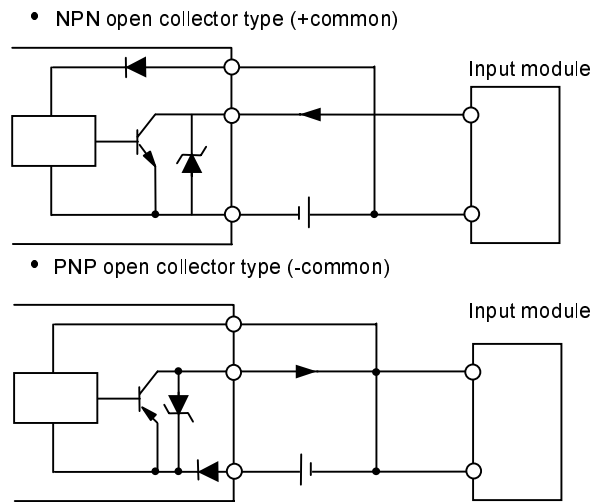 • NPN open collector type (+common)
Input module
• PNP open collector type (-common)
Input module